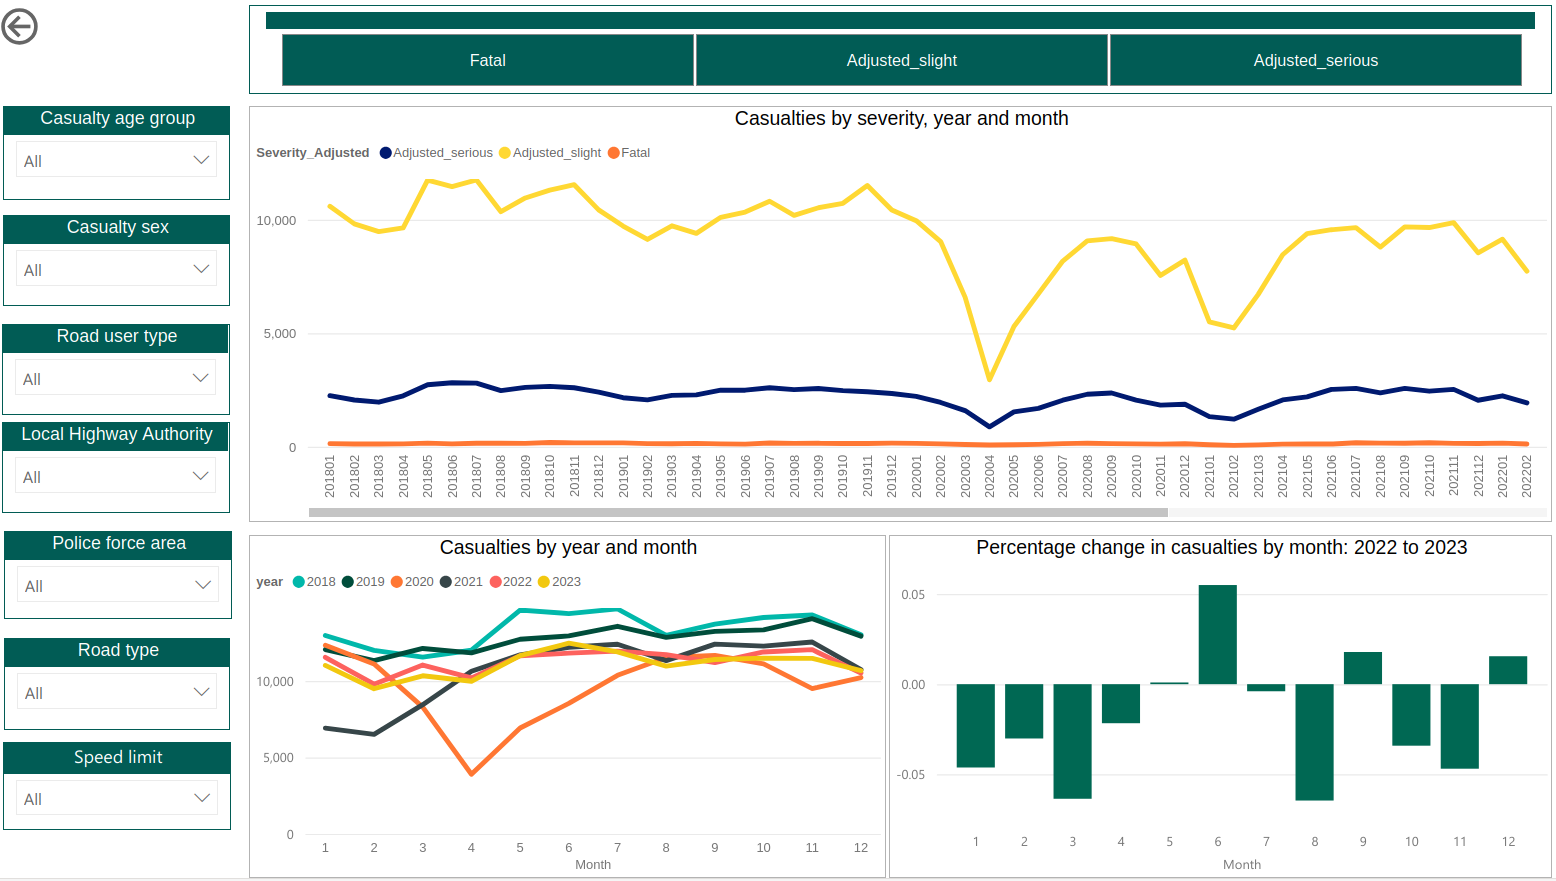 Fatal
Adjusted_slight
Adjusted_serious
Casualty age group
All
Casualty sex
All
Road user type
All
Local Highway Authority
All
Police force area
All
Road type
All
Speed limit
All
Casualties by severity, year and month
Severity_Adjusted Adjusted_serious Adjusted_slight Fatal
10,000
5,000
0
201801 201802 201803 201804 201805 201806 201807 201808 201809 201810 201811 201812 201901 201902 201903 201904 201905 201906 201907 201908 201909 201910 201911 201912 202001 202002 202003 202004 202005 202006 202007 202008 202009 202010 202011 202012 202101 202102 202103 202104 202105 202106 202107 202108 202109 202110 202111 202112 202201 202202
Casualties by year and month
year 2018 2019 2020 2021 2022 2023
10,000
5,000
0
1 2 3 4 5 6 7 8 9 10 11 12
Month
Percentage change in casualties by month: 2022 to 2023
0.05
0.00
-0.05
1 2 3 4 5 6 7 8 9 10 11 12
Month